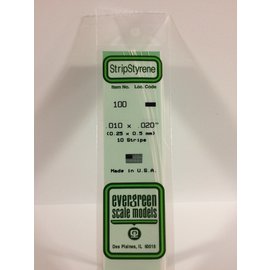 StripStyrene
Item No. Loc. Code
100
.010 x .020"
(0.25 x 0.5 mm)
10 Strips
Made in U.S.A.
evergreen
scale models
Des Plaines, IL 60018